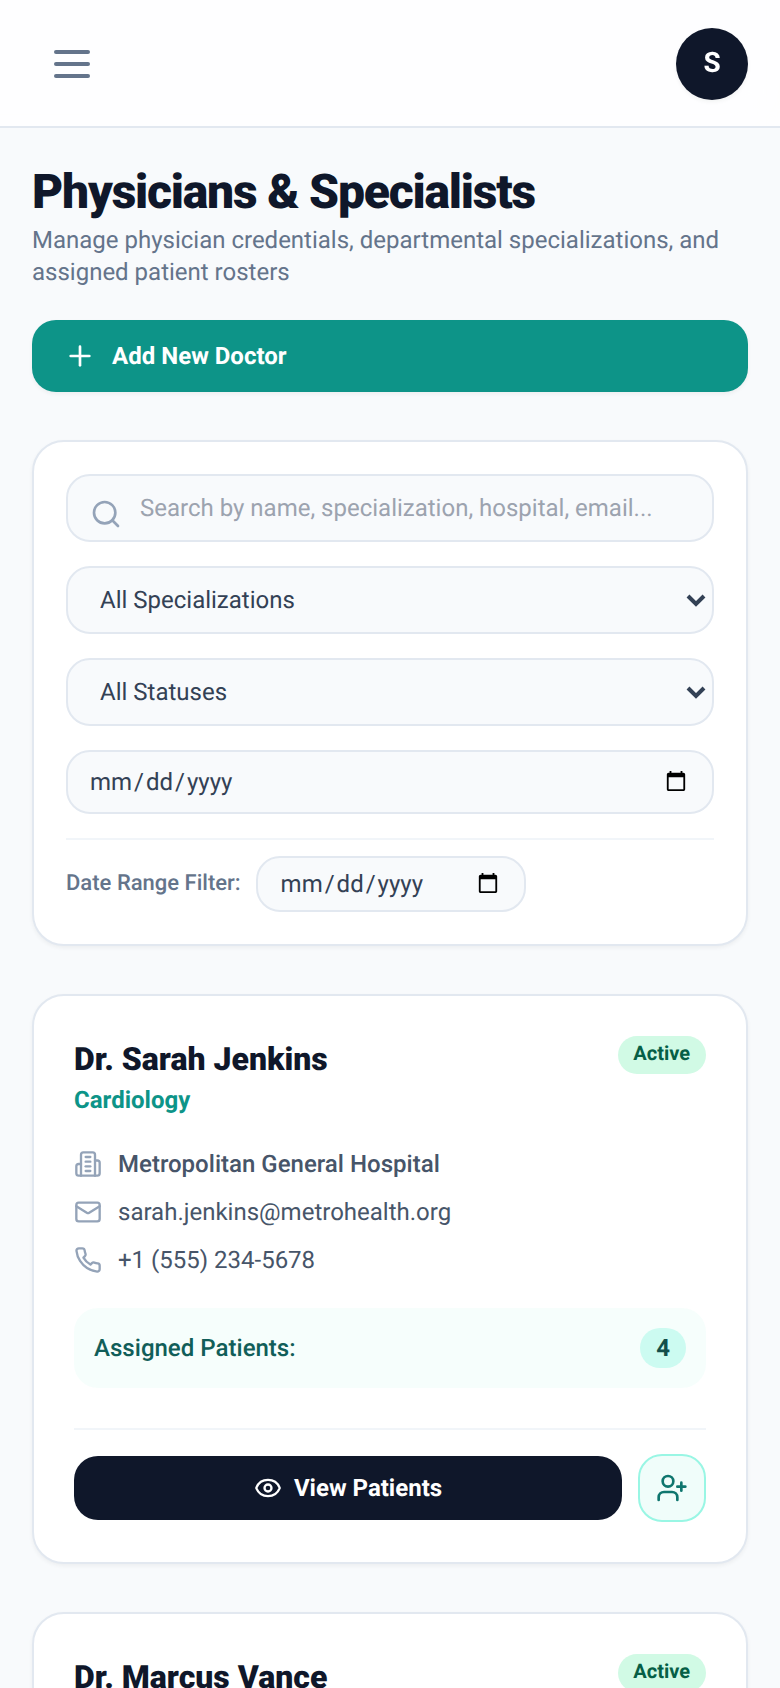 S
Physicians & Specialists
Manage physician credentials, departmental specializations, and
assigned patient rosters
Add New Doctor
Search by name, specialization, hospital, email...
All Specializations
All Statuses
mm/dd/yyyy
Date Range Filter: mm/dd/yyyy
Dr. Sarah Jenkins Active
Cardiology
Metropolitan General Hospital
sarah.jenkins@metrohealth.org
+1 (555) 234-5678
Assigned Patients: 4
View Patients
Dr. Marcus Vance Active